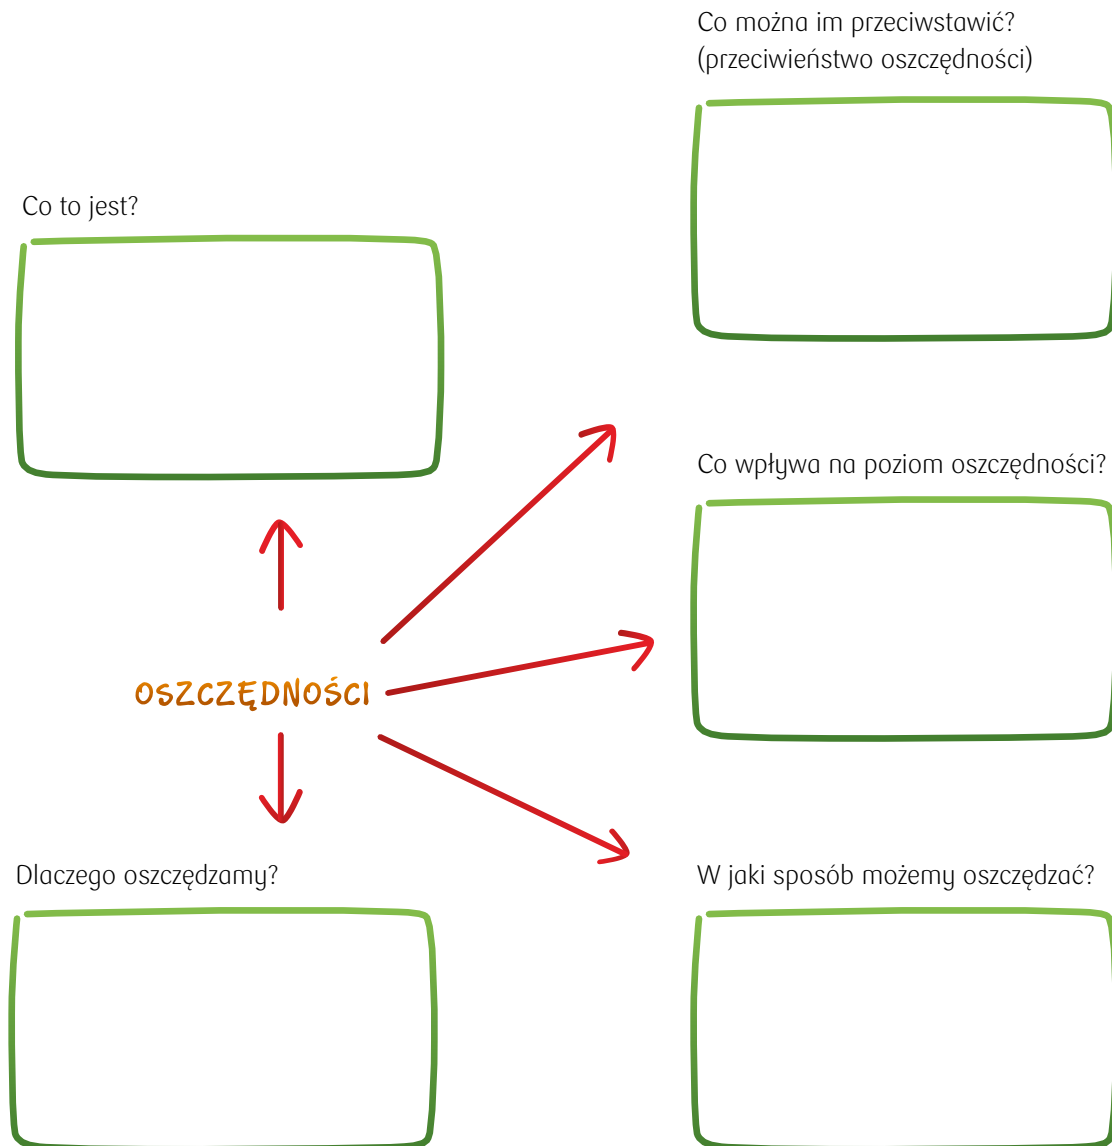 Co można im przeciwstawić?
(przeciwieństwo oszczędności)
Co to jest?
Co wpływa na poziom oszczędności?
OSZCZĘDNOŚCI
Dlaczego oszczędzamy?
W jaki sposób możemy oszczędzać?